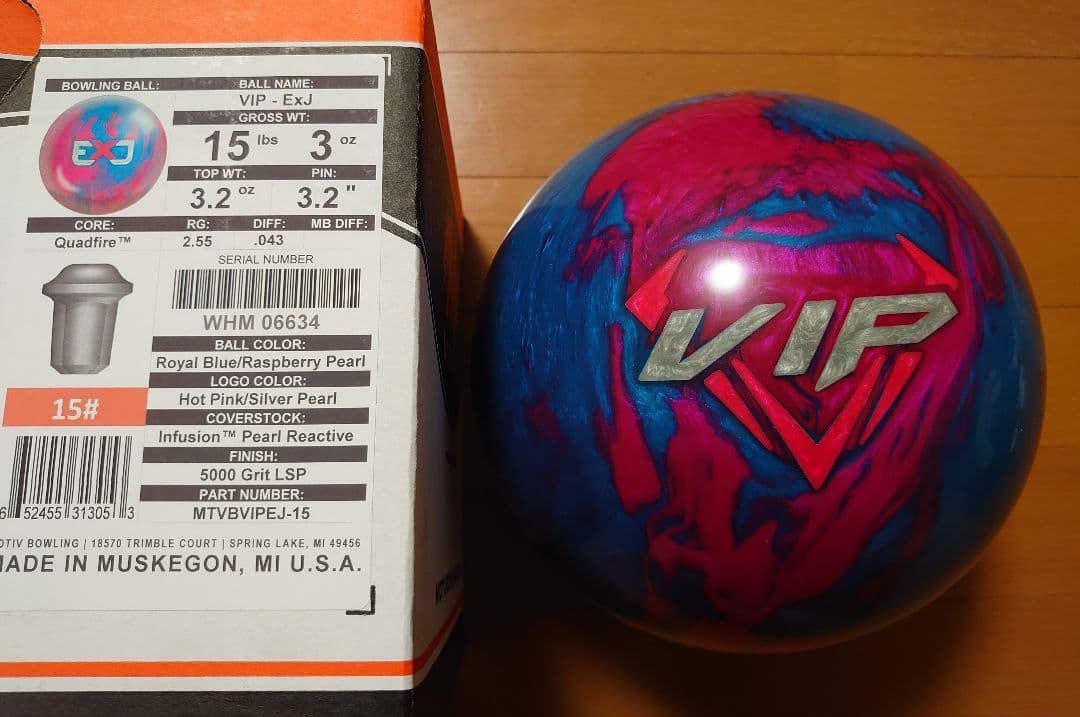 BOWLING BALL: BALL NAME:
VIP - ExJ
GROSS WT:
15 lbs 3 oz
TOP WT: PIN:
3.2 oz 3.2 "
EXJ
CORE: RG: DIFF: MB DIFF:
Quadfire™ 2.55 .043
SERIAL NUMBER
WHM 06634
BALL COLOR:
Royal Blue/Raspberry Pearl
LOGO COLOR:
Hot Pink/Silver Pearl
15#
COVERSTOCK:
Infusion™ Pearl Reactive
FINISH:
5000 Grit LSP
PART NUMBER:
MTVBVIPEJ-15
6 52455 31305 3
OTIV BOWLING | 18570 TRIMBLE COURT | SPRING LAKE, MI 49456
MADE IN MUSKEGON, MI U.S.A.
VIP